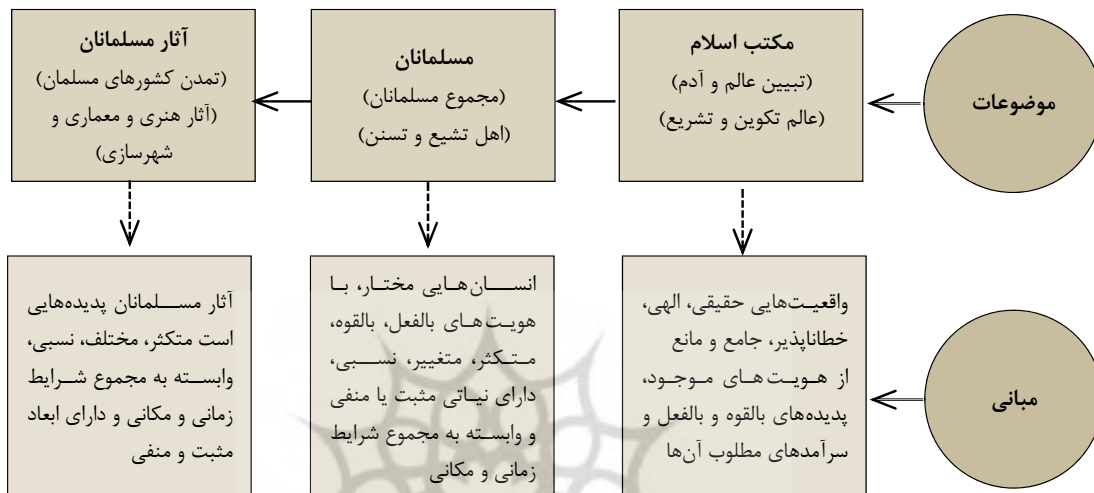 موضوعات
مکتب اسلام
(تبیین عالم و آدم)
(عالم تکوین و تشریع)
مسلمانان
(مجموع مسلمانان)
(اهل تشیع و تسنن)
آثار مسلمانان
(تمدن کشورهای مسلمان)
(آثار هنری و معماری و
شهرسازی)
مبانی
واقعیت‌هایی حقیقی، الهی،
خطاناپذیر، جامع و مانع
از هویت‌های موجود،
پدیده‌های بالقوه و بالفعل و
سرآمدهای مطلوب آن‌ها
انسان‌هایی مختار، با
هویت‌های بالفعل، بالقوه،
متکثر، متغییر، نسبی،
دارای نیاتی مثبت یا منفی
و وابسته به مجموع شرایط
زمانی و مکانی
آثار مسلمانان پدیده‌هایی
است متکثر، مختلف، نسبی،
وابسته به مجموع شرایط
زمانی و مکانی و دارای ابعاد
مثبت و منفی